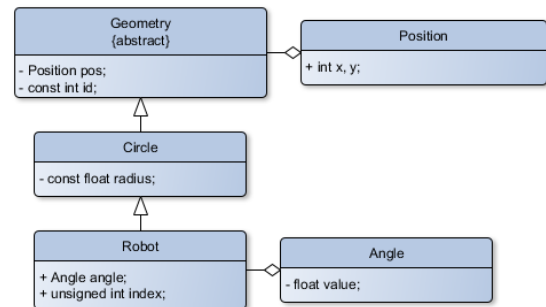 Geometry
{abstract}
- Position pos;
- const int id;
Position
+ int x, y;
Circle
- const float radius;
Robot
+ Angle angle;
+ unsigned int index;
Angle
- float value;